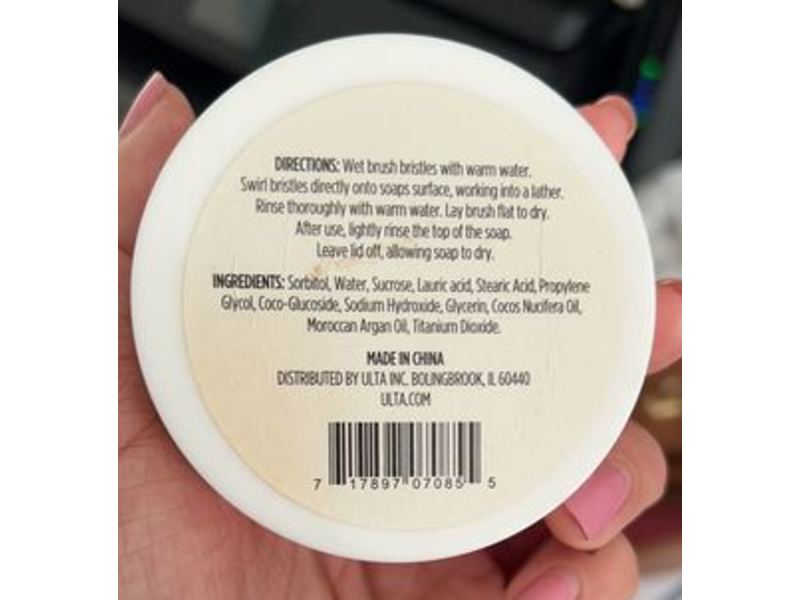 DIRECTIONS: Wet brush bristles with warm water.
Swirl bristles directly onto soaps surface, working into a lather.
Rinse thoroughly with warm water. Lay brush flat to dry.
After use, lightly rinse the top of the soap.
Leave lid off, allowing soap to dry.
INGREDIENTS: Sorbitol, Water, Sucrose, Lauric acid, Stearic Acid, Propylene
Glycol, Coco-Glucoside, Sodium Hydroxide, Glycerin, Cocos Nucifera Oil,
Moroccan Argan Oil, Titanium Dioxide.
MADE IN CHINA
DISTRIBUTED BY ULTA INC. BOLINGBROOK, IL 60440
ULTA.COM
7 17897 07085 5